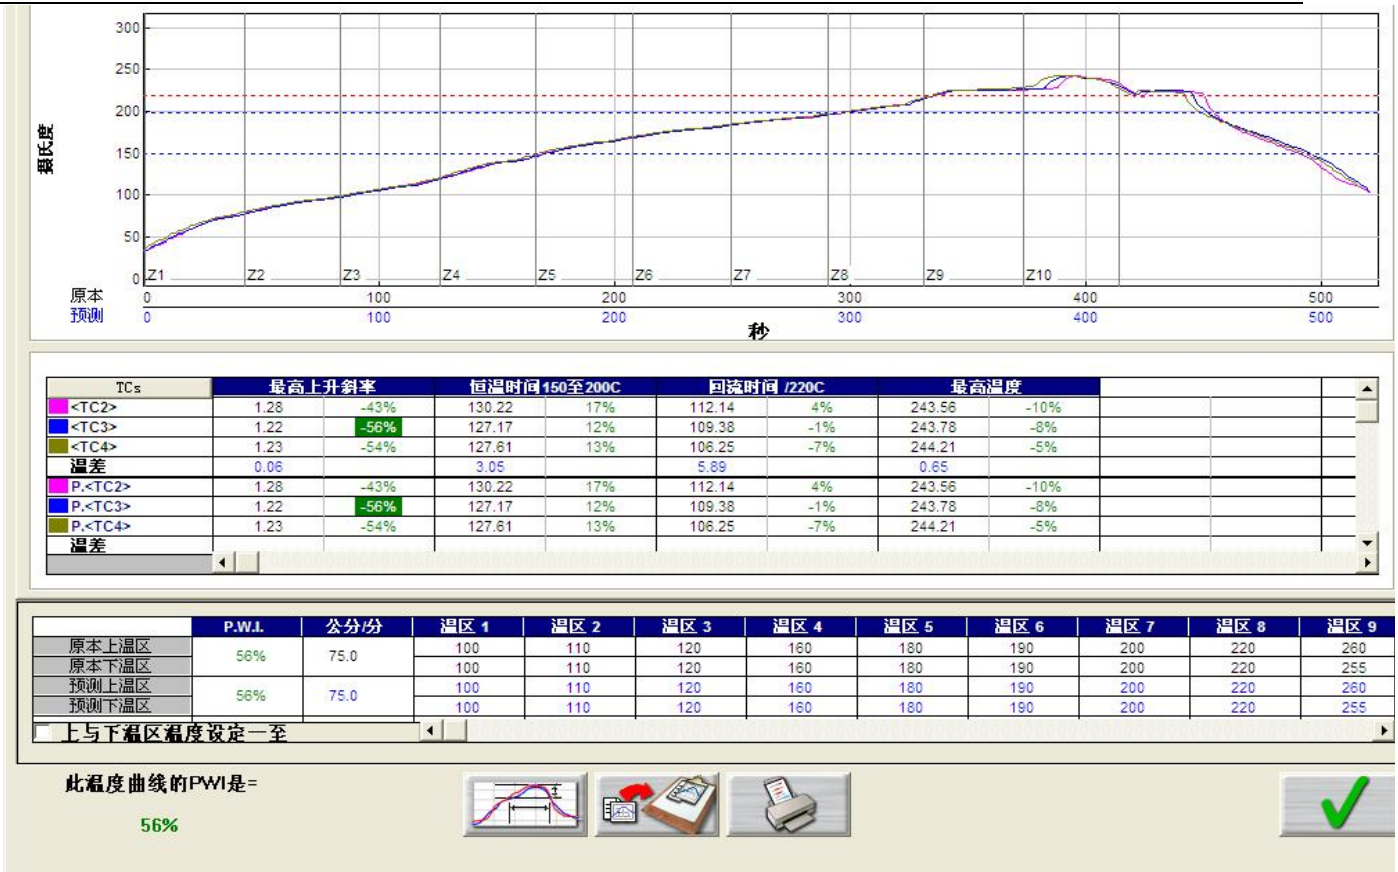 300
250
200
150
100
50
0
摄氏度
Z1 Z2 Z3 Z4 Z5 Z6 Z7 Z8 Z9 Z10
原本 0 100 200 300 400 500
预测 0 100 200 300 400 500
秒
TCs 最高上升斜率 恒温时间150至200C 回流时间 /220C 最高温度
<TC2> 1.28 -43% 130.22 17% 112.14 4% 243.56 -10%
<TC3> 1.22 -56% 127.17 12% 109.38 -1% 243.78 -8%
<TC4> 1.23 -54% 127.61 13% 106.25 -7% 244.21 -5%
温差 0.06 3.05 5.89 0.65
P.<TC2> 1.28 -43% 130.22 17% 112.14 4% 243.56 -10%
P.<TC3> 1.22 -56% 127.17 12% 109.38 -1% 243.78 -8%
P.<TC4> 1.23 -54% 127.61 13% 106.25 -7% 244.21 -5%
温差
P.W.I. 公分/分 温区 1 温区 2 温区 3 温区 4 温区 5 温区 6 温区 7 温区 8 温区 9
原本上温区 56% 75.0 100 110 120 160 180 190 200 220 260
原本下温区 100 110 120 160 180 190 200 220 255
预测上温区 56% 75.0 100 110 120 160 180 190 200 220 260
预测下温区 100 110 120 160 180 190 200 220 255
上与下温区温度设定一至
此温度曲线的PWI是=
56%